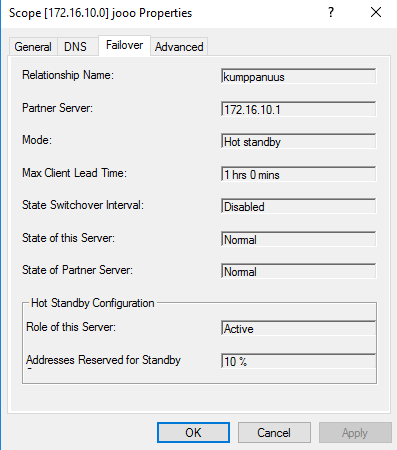 Scope [172.16.10.0] jooo Properties
General DNS Failover Advanced
Relationship Name: kumppanuus
Partner Server: 172.16.10.1
Mode: Hot standby
Max Client Lead Time: 1 hrs 0 mins
State Switchover Interval: Disabled
State of this Server: Normal
State of Partner Server: Normal
Hot Standby Configuration
Role of this Server: Active
Addresses Reserved for Standby 10 %
OK Cancel Apply